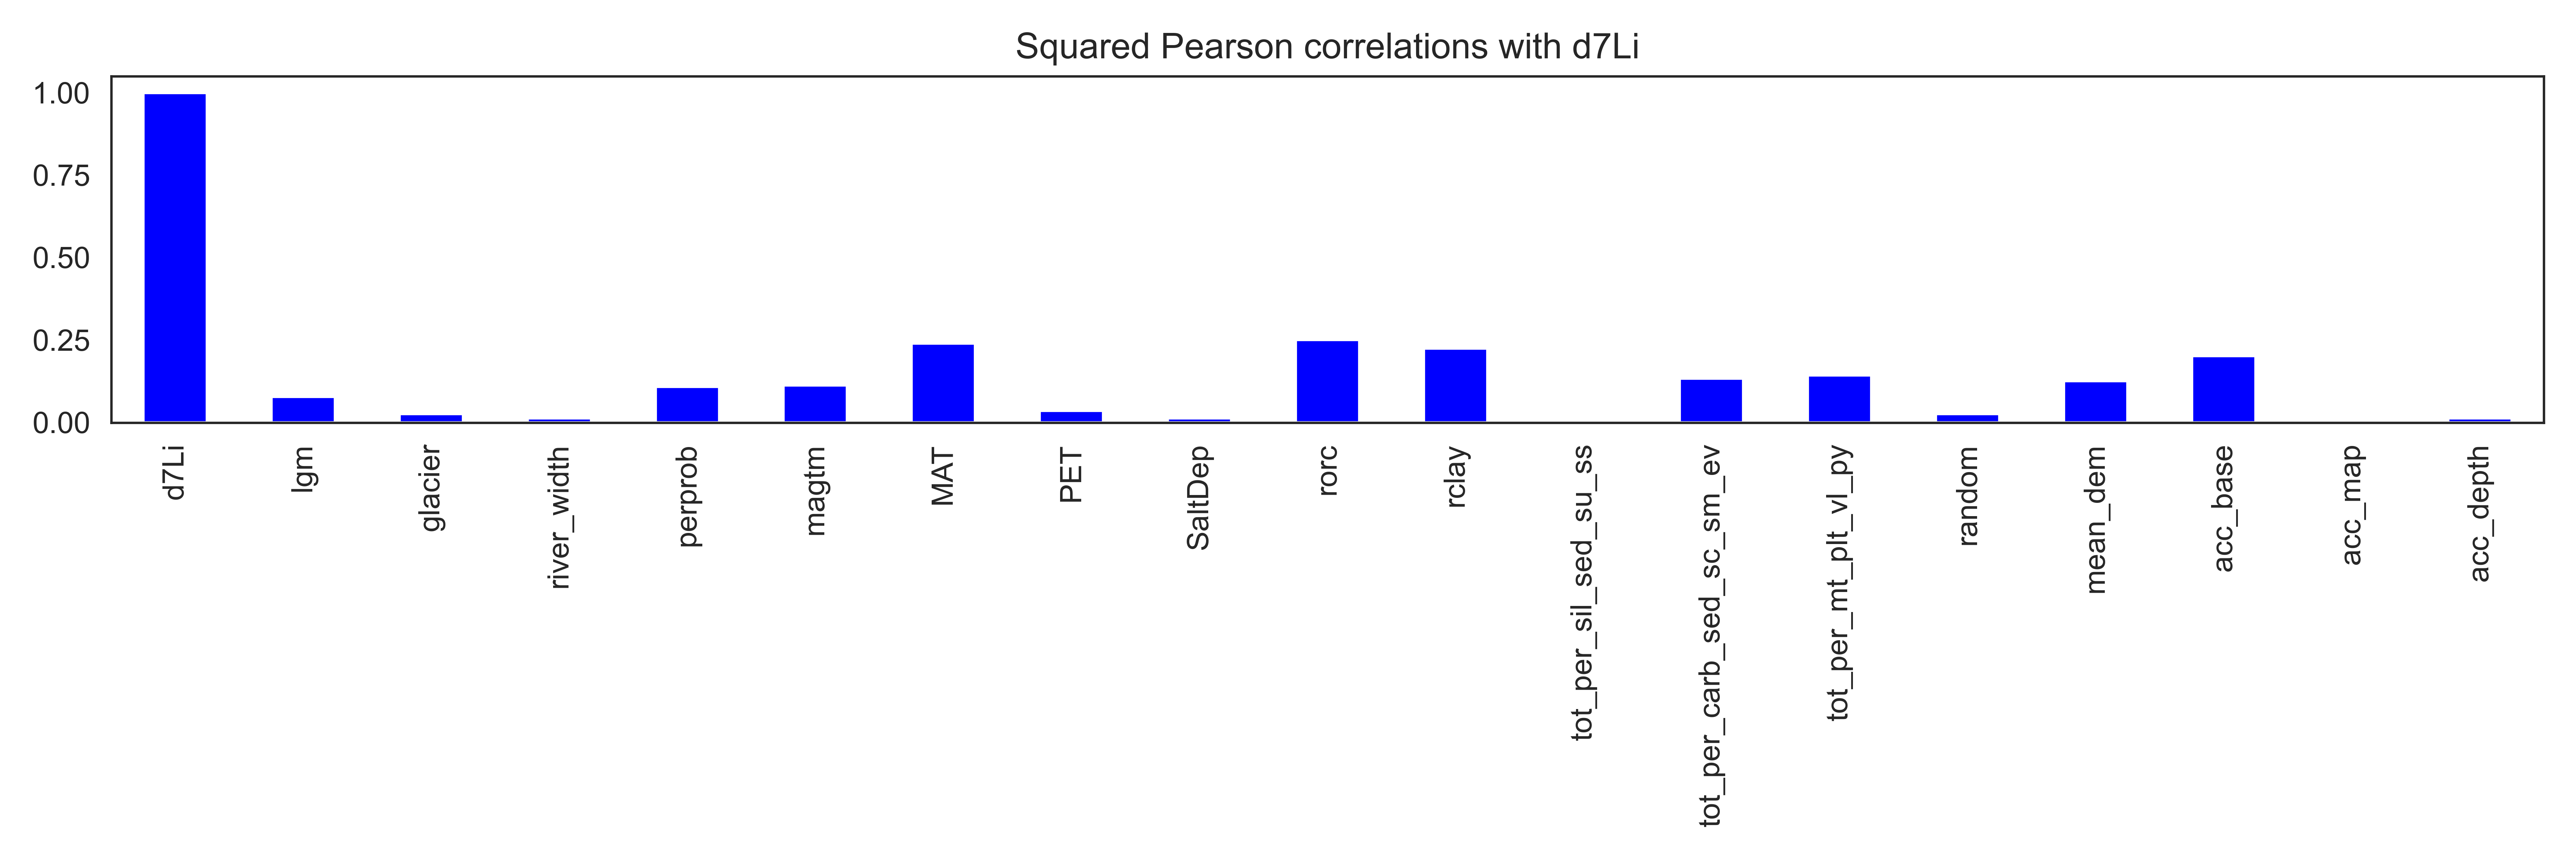 Squared Pearson correlations with d7Li
1.00
0.75
0.50
0.25
0.00
d7Li
lgm
glacier
river_width
perprob
magtm
MAT
PET
SaltDep
rorc
rclay
tot_per_sil_sed_su_ss
tot_per_carb_sed_sc_sm_ev
tot_per_mt_plt_vl_py
random
mean_dem
acc_base
acc_map
acc_depth